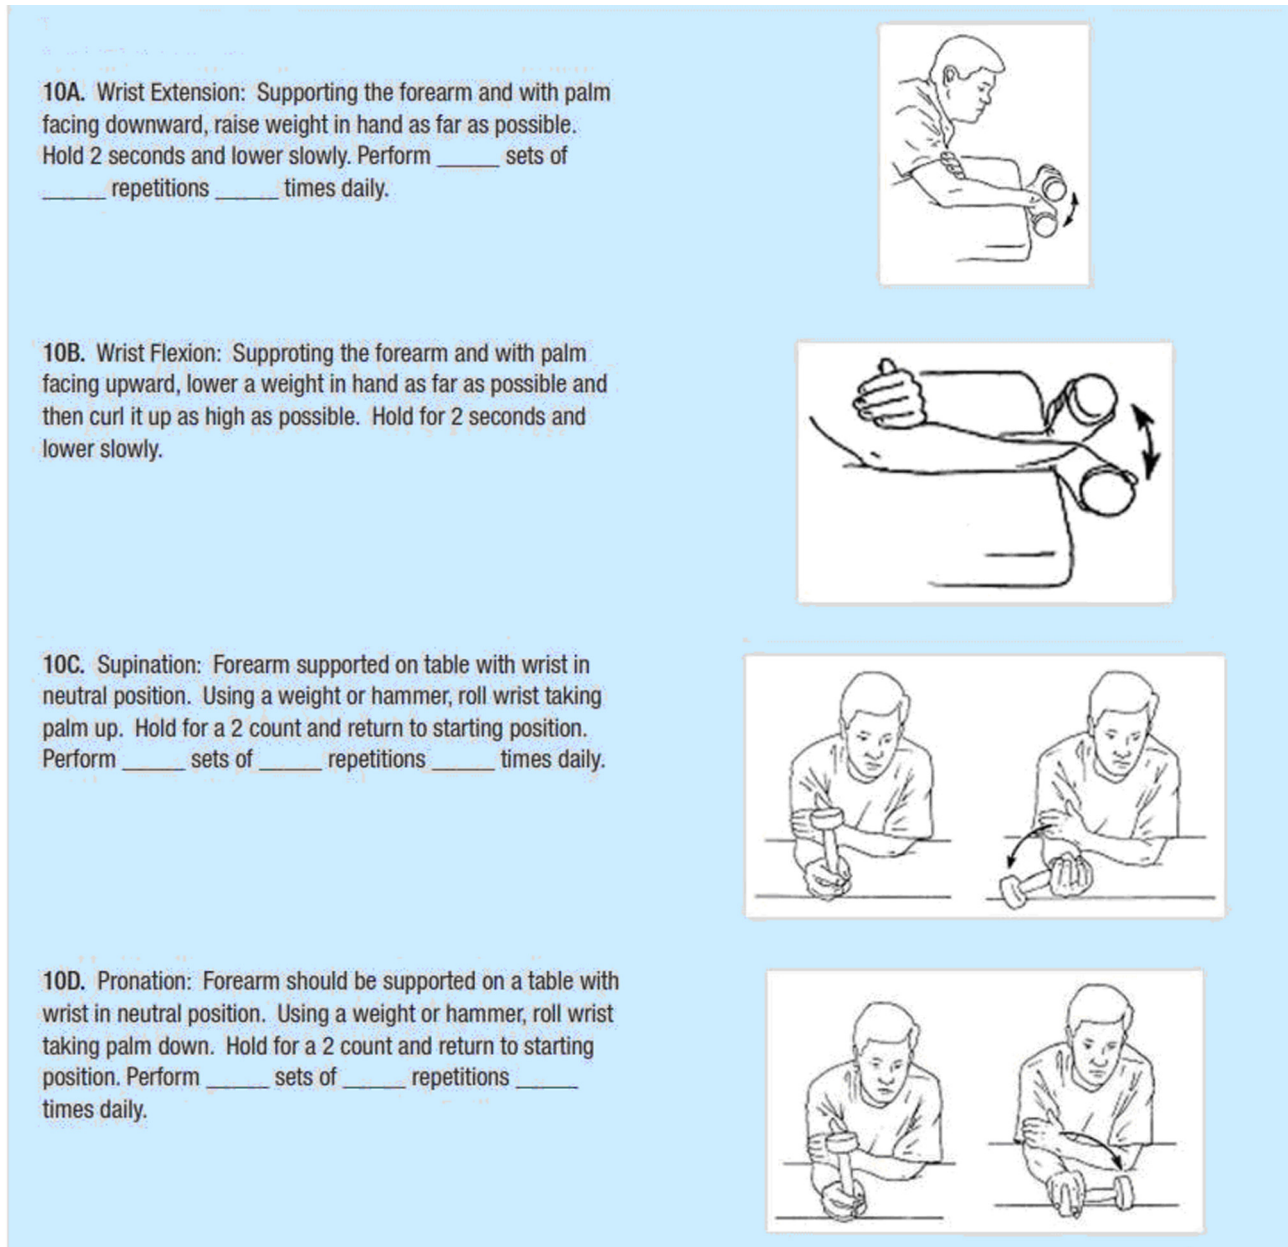 10A. Wrist Extension: Supporting the forearm and with palm
facing downward, raise weight in hand as far as possible.
Hold 2 seconds and lower slowly. Perform _____ sets of
_____ repetitions _____ times daily.
10B. Wrist Flexion: Supproting the forearm and with palm
facing upward, lower a weight in hand as far as possible and
then curl it up as high as possible. Hold for 2 seconds and
lower slowly.
10C. Supination: Forearm supported on table with wrist in
neutral position. Using a weight or hammer, roll wrist taking
palm up. Hold for a 2 count and return to starting position.
Perform _____ sets of _____ repetitions _____ times daily.
10D. Pronation: Forearm should be supported on a table with
wrist in neutral position. Using a weight or hammer, roll wrist
taking palm down. Hold for a 2 count and return to starting
position. Perform _____ sets of _____ repetitions _____
times daily.